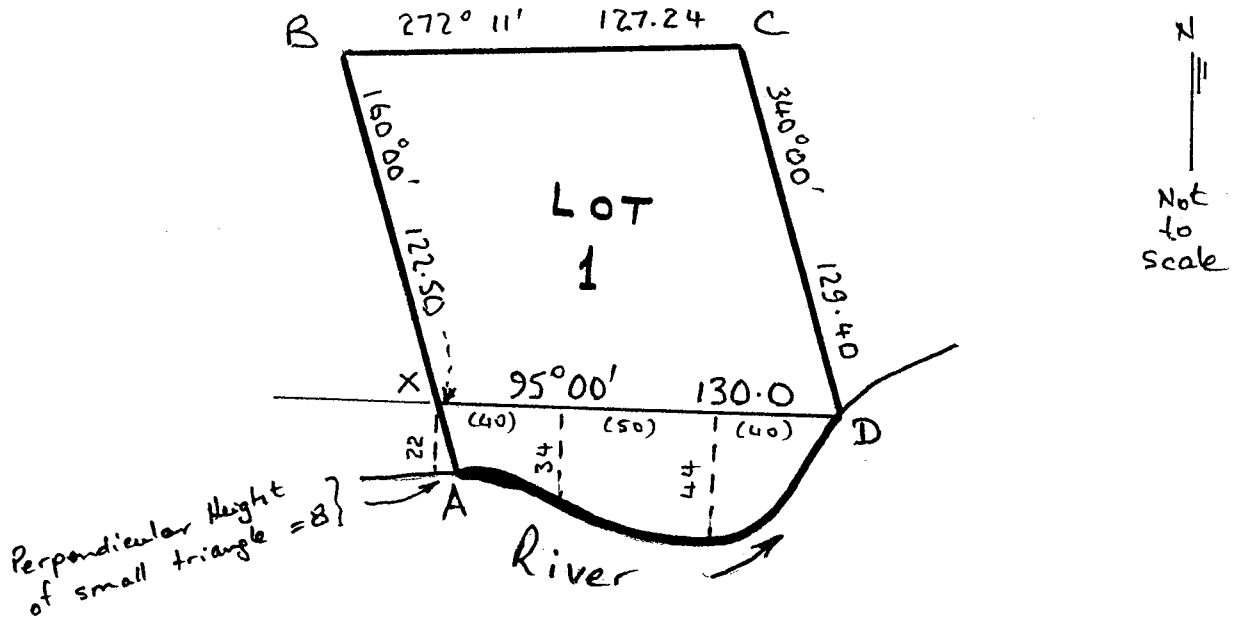 B 272° 11' 127.24 C
N
160°00'
340°00'
Not
to
Scale
LOT
1
122.50
129.40
X 95°00' 130.0
(40) (50) (40) D
22 34 44
A
Perpendicular Height
of small triangle = 8}
River